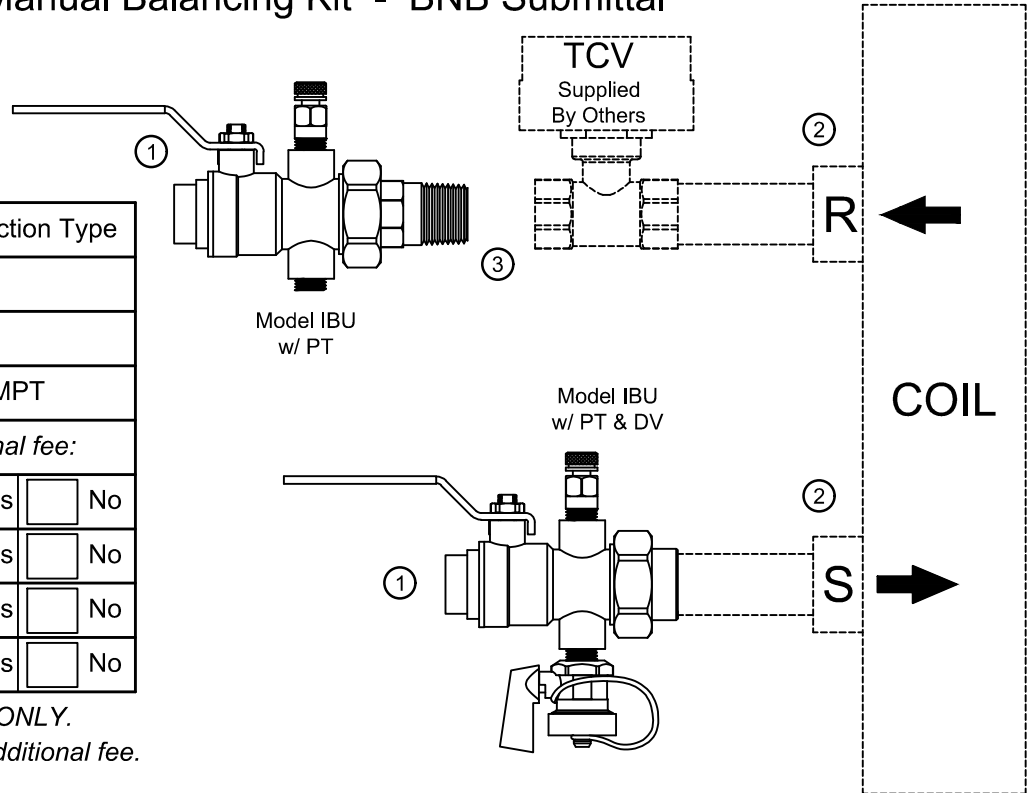 Manual Balancing Kit - BNB Submittal
TCV
Supplied
By Others
1
2
R
3
Model IBU
w/ PT
ction Type
MPT
nal fee:
s No
s No
s No
s No
ONLY.
dditional fee.
COIL
Model IBU
w/ PT & DV
2
1
S